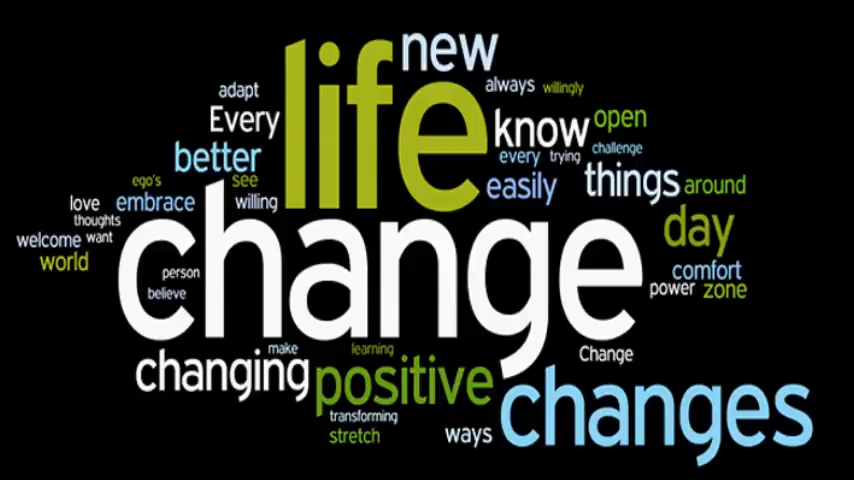 new
life
adapt
always willingly
Every
know open
better
every trying challenge
ego's see
easily things around
love embrace willing
thoughts
welcome want
day
world
change
person
comfort
believe
power zone
make learning
Change
changing positive
changes
transforming
stretch ways